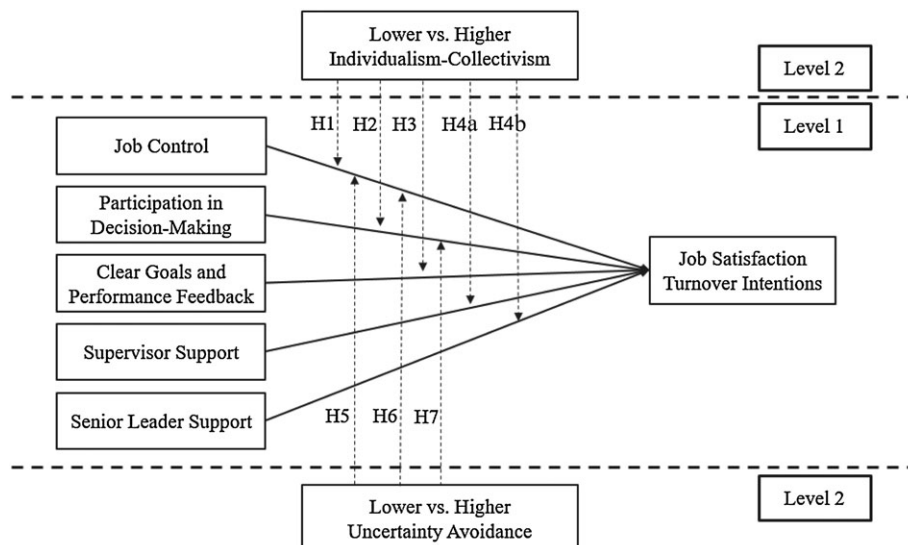 Lower vs. Higher
Individualism-Collectivism
Level 2
Level 1
H1
H2
H3
H4a
H4b
Job Control
Participation in
Decision-Making
Clear Goals and
Performance Feedback
Supervisor Support
Senior Leader Support
Job Satisfaction
Turnover Intentions
H5
H6
H7
Lower vs. Higher
Uncertainty Avoidance
Level 2